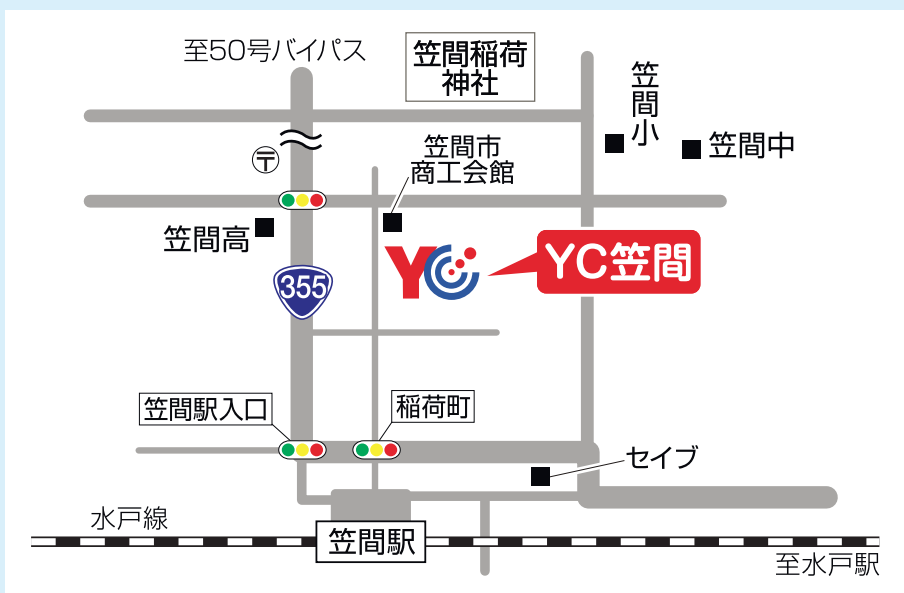 至50号バイパス
笠間稲荷
神社
笠間小
笠間中
〒
笠間市
商工会館
笠間高
YC
YC笠間
355
笠間駅入口
稲荷町
セイブ
水戸線
笠間駅
至水戸駅